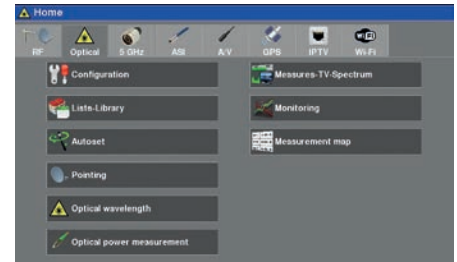 Home
RF Optical 5 GHz ASI A/V GPS IPTV Wi-Fi
Configuration
Lists-Library
Autoset
Pointing
Optical wavelength
Optical power measurement
Measures-TV-Spectrum
Monitoring
Measurement map